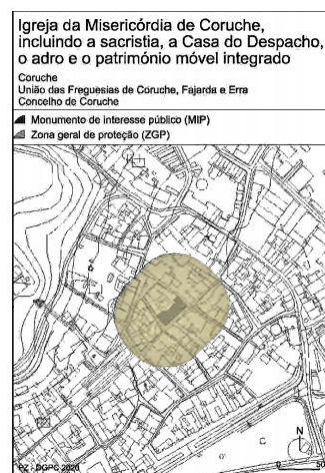 Igreja da Misericórdia de Coruche,
incluindo a sacristia, a Casa do Despacho,
o adro e o património móvel integrado
Coruche
União das Freguesias de Coruche, Fajarda e Erra
Concelho de Coruche
Monumento de interesse público (MIP)
Zona geral de proteção (ZGP)
N
C
PZ - DGPC 2020
0